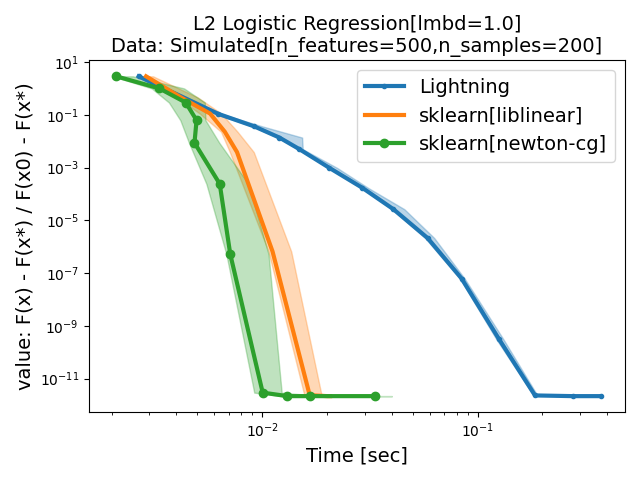 L2 Logistic Regression[lmbd=1.0]
Data: Simulated[n_features=500,n_samples=200]
value: F(x) - F(x*) / F(x0) - F(x*)
10¹
10⁻¹
10⁻³
10⁻⁵
10⁻⁷
10⁻⁹
10⁻¹¹
Lightning
sklearn[liblinear]
sklearn[newton-cg]
10⁻²
10⁻¹
Time [sec]